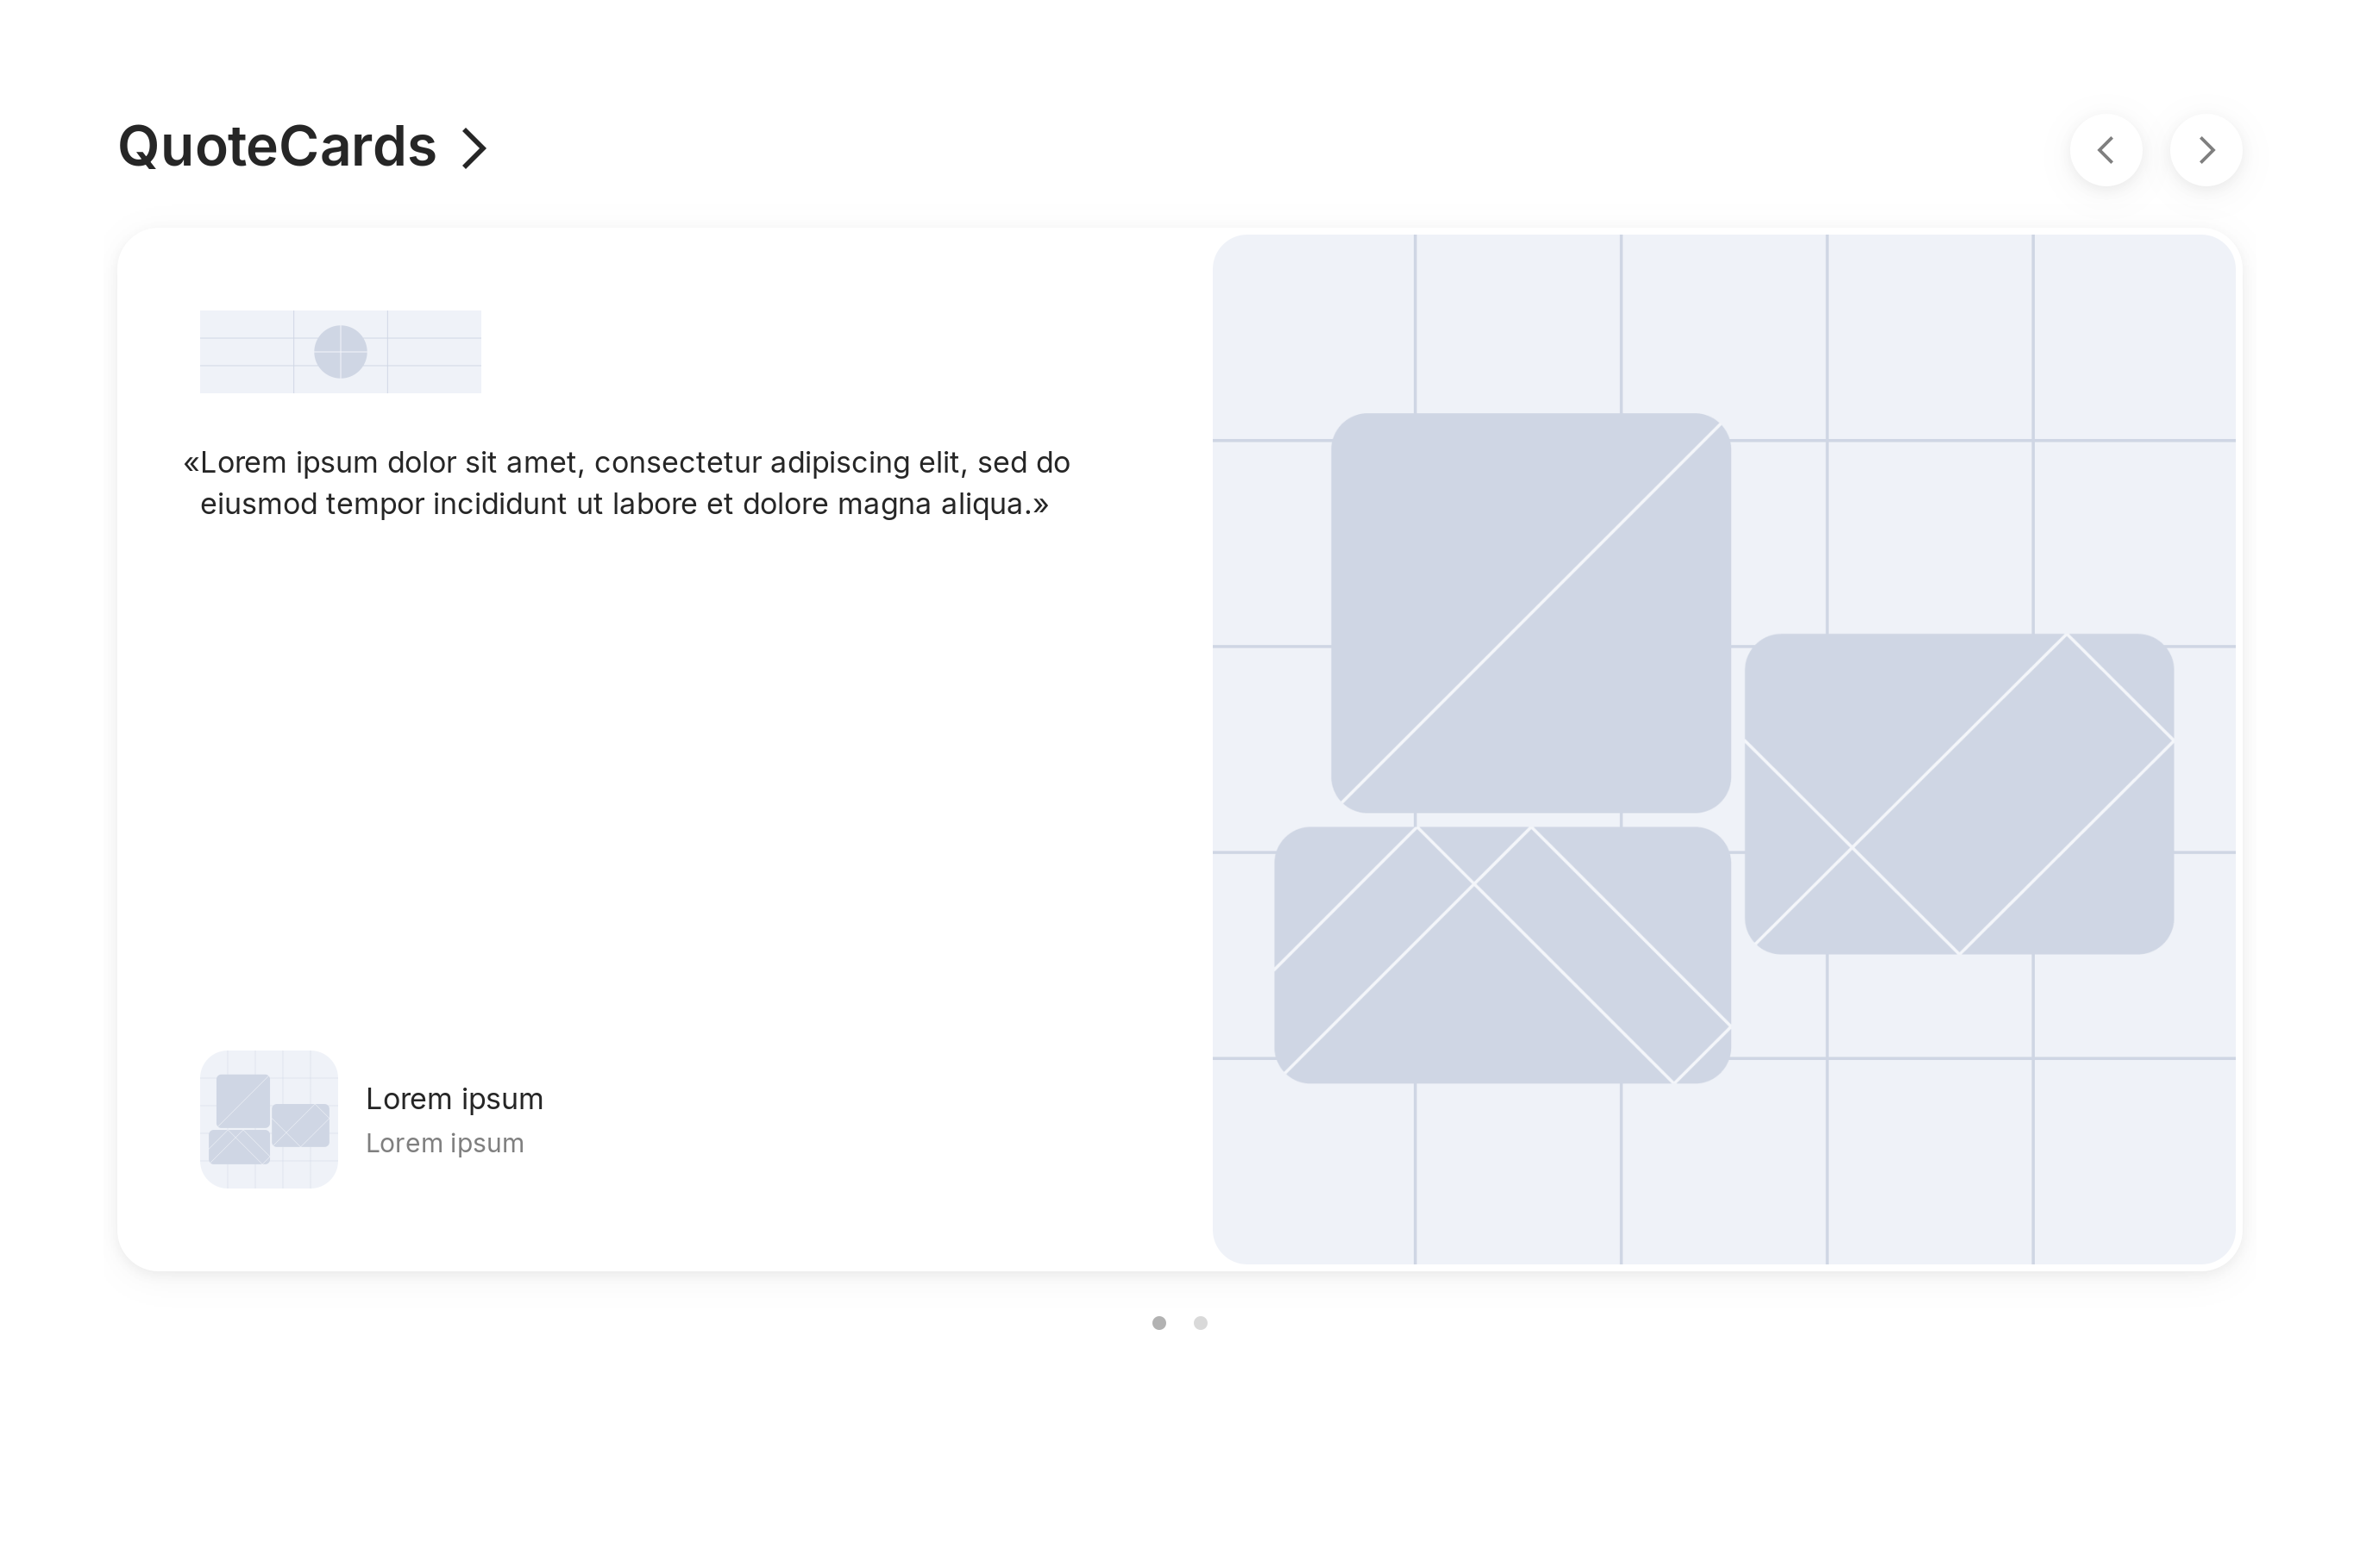 QuoteCards
«Lorem ipsum dolor sit amet, consectetur adipiscing elit, sed do
eiusmod tempor incididunt ut labore et dolore magna aliqua.»
Lorem ipsum
Lorem ipsum